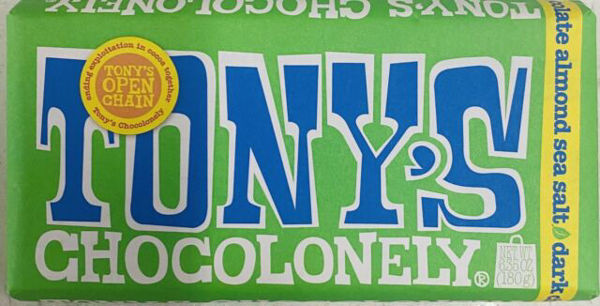 TONY'S CHOCOLONELY
ending exploitation in cocoa together
TONY'S
OPEN
CHAIN
Tony's Chocolonely
TONY'S
CHOCOLONELY®
NET WT.
6.35 OZ
(180g)
almond sea salt dark